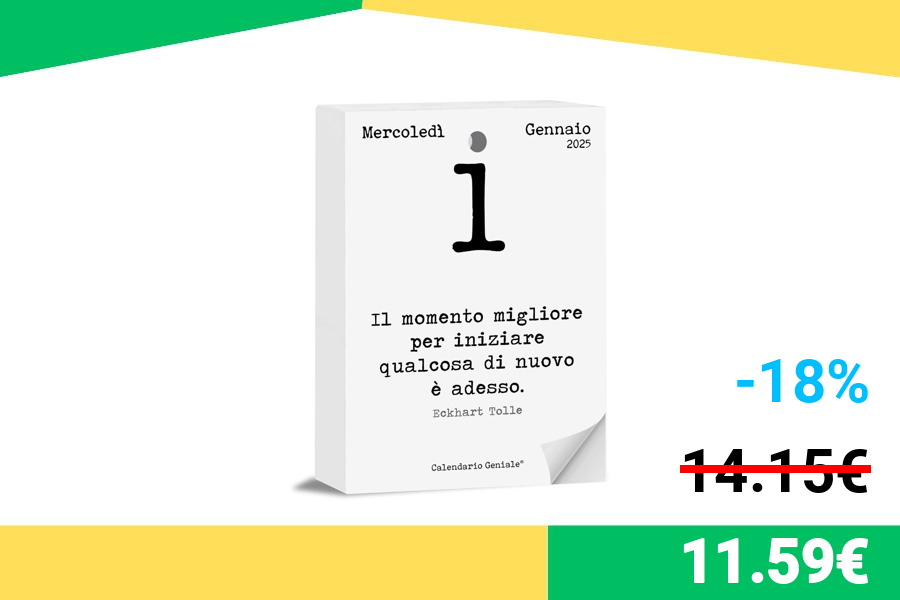 Mercoledì
Gennaio
2025
1
Il momento migliore
per iniziare
qualcosa di nuovo
è adesso.
Eckhart Tolle
Calendario Geniale®
-18%
14.15€
11.59€